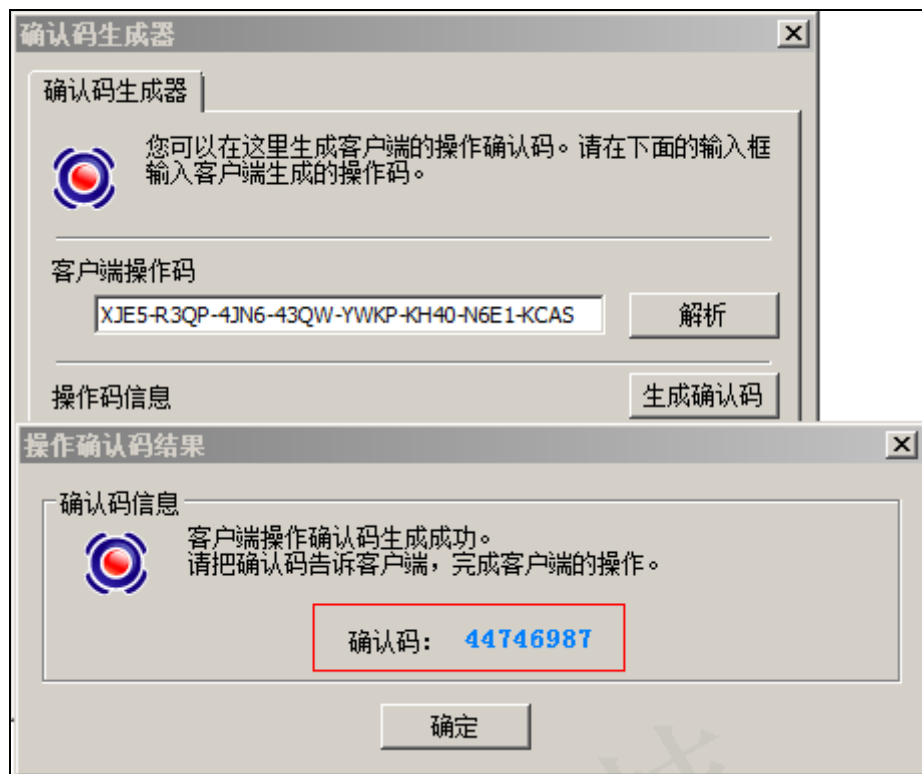 确认码生成器
确认码生成器
您可以在这里生成客户端的操作确认码。请在下面的输入框
输入客户端生成的操作码。
客户端操作码
XJE5-R3QP-4JN6-43QW-YWKP-KH40-N6E1-KCAS
解析
操作码信息
生成确认码
操作确认码结果
确认码信息
客户端操作确认码生成成功。
请把确认码告诉客户端，完成客户端的操作。
确认码： 44746987
确定